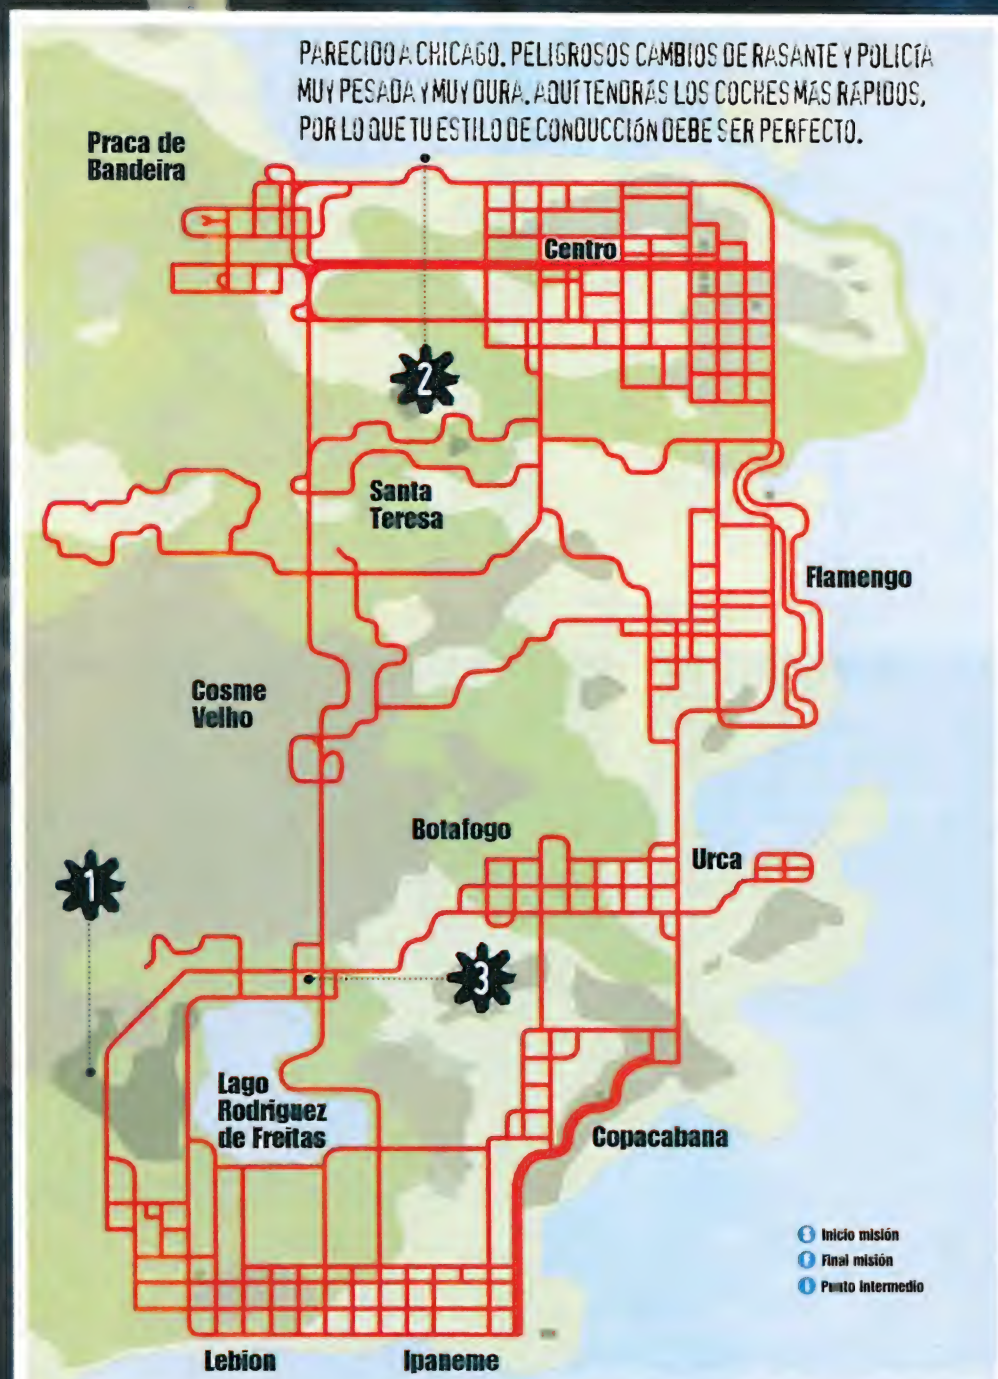 PARECIDO A CHICAGO. PELIGROSOS CAMBIOS DE RASANTE Y POLICÍA
MUY PESADA Y MUY DURA. AQUÍ TENDRÁS LOS COCHES MÁS RÁPIDOS,
POR LO QUE TU ESTILO DE CONDUCCIÓN DEBE SER PERFECTO.
Praca de
Bandeira
Centro
2
Santa
Teresa
Flamengo
Cosme
Velho
Botafogo
Urca
1
3
Lago
Rodriguez
de Freitas
Copacabana
S Inicio misión
F Final misión
I Punto intermedio
Lebion
Ipaneme